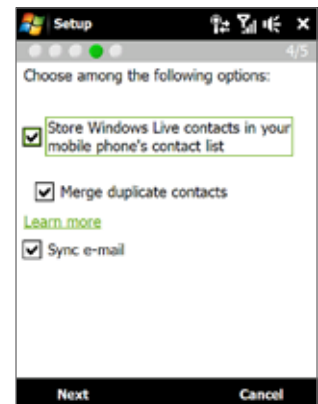 Setup
4/5
Choose among the following options:
Store Windows Live contacts in your
mobile phone's contact list
Merge duplicate contacts
Learn more
Sync e-mail
Next Cancel